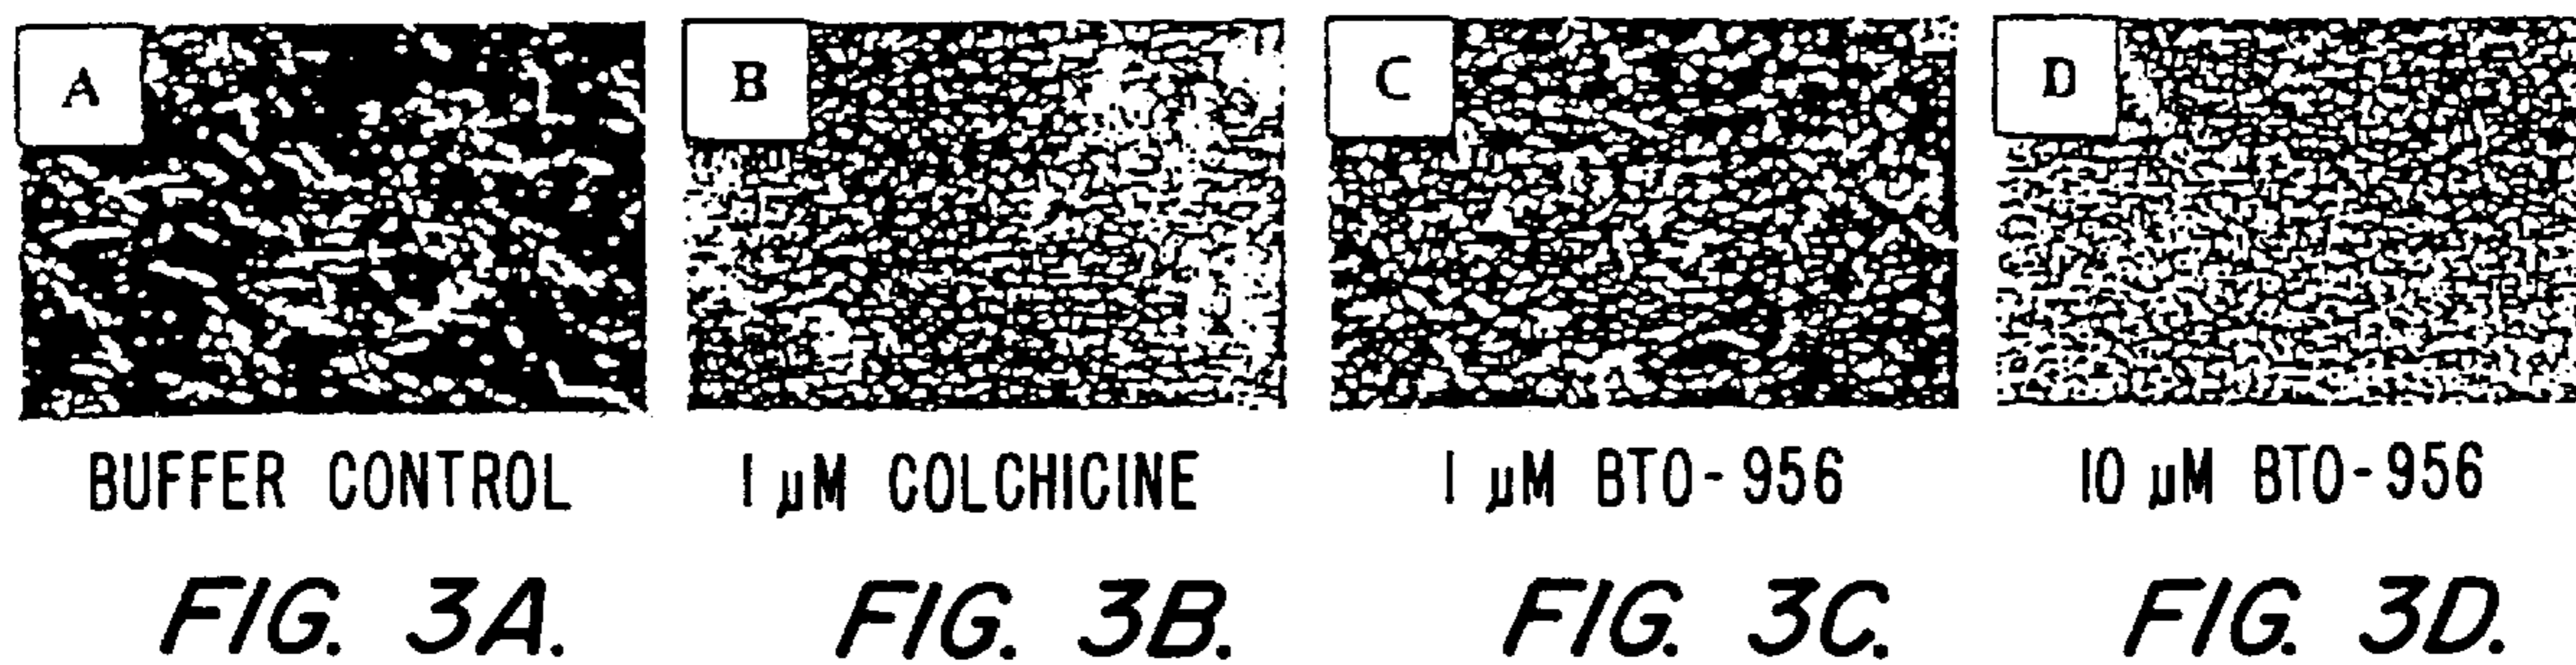 A B C D
BUFFER CONTROL 1 µM COLCHICINE 1 µM BTO-956 10 µM BTO-956
FIG. 3A. FIG. 3B. FIG. 3C. FIG. 3D.